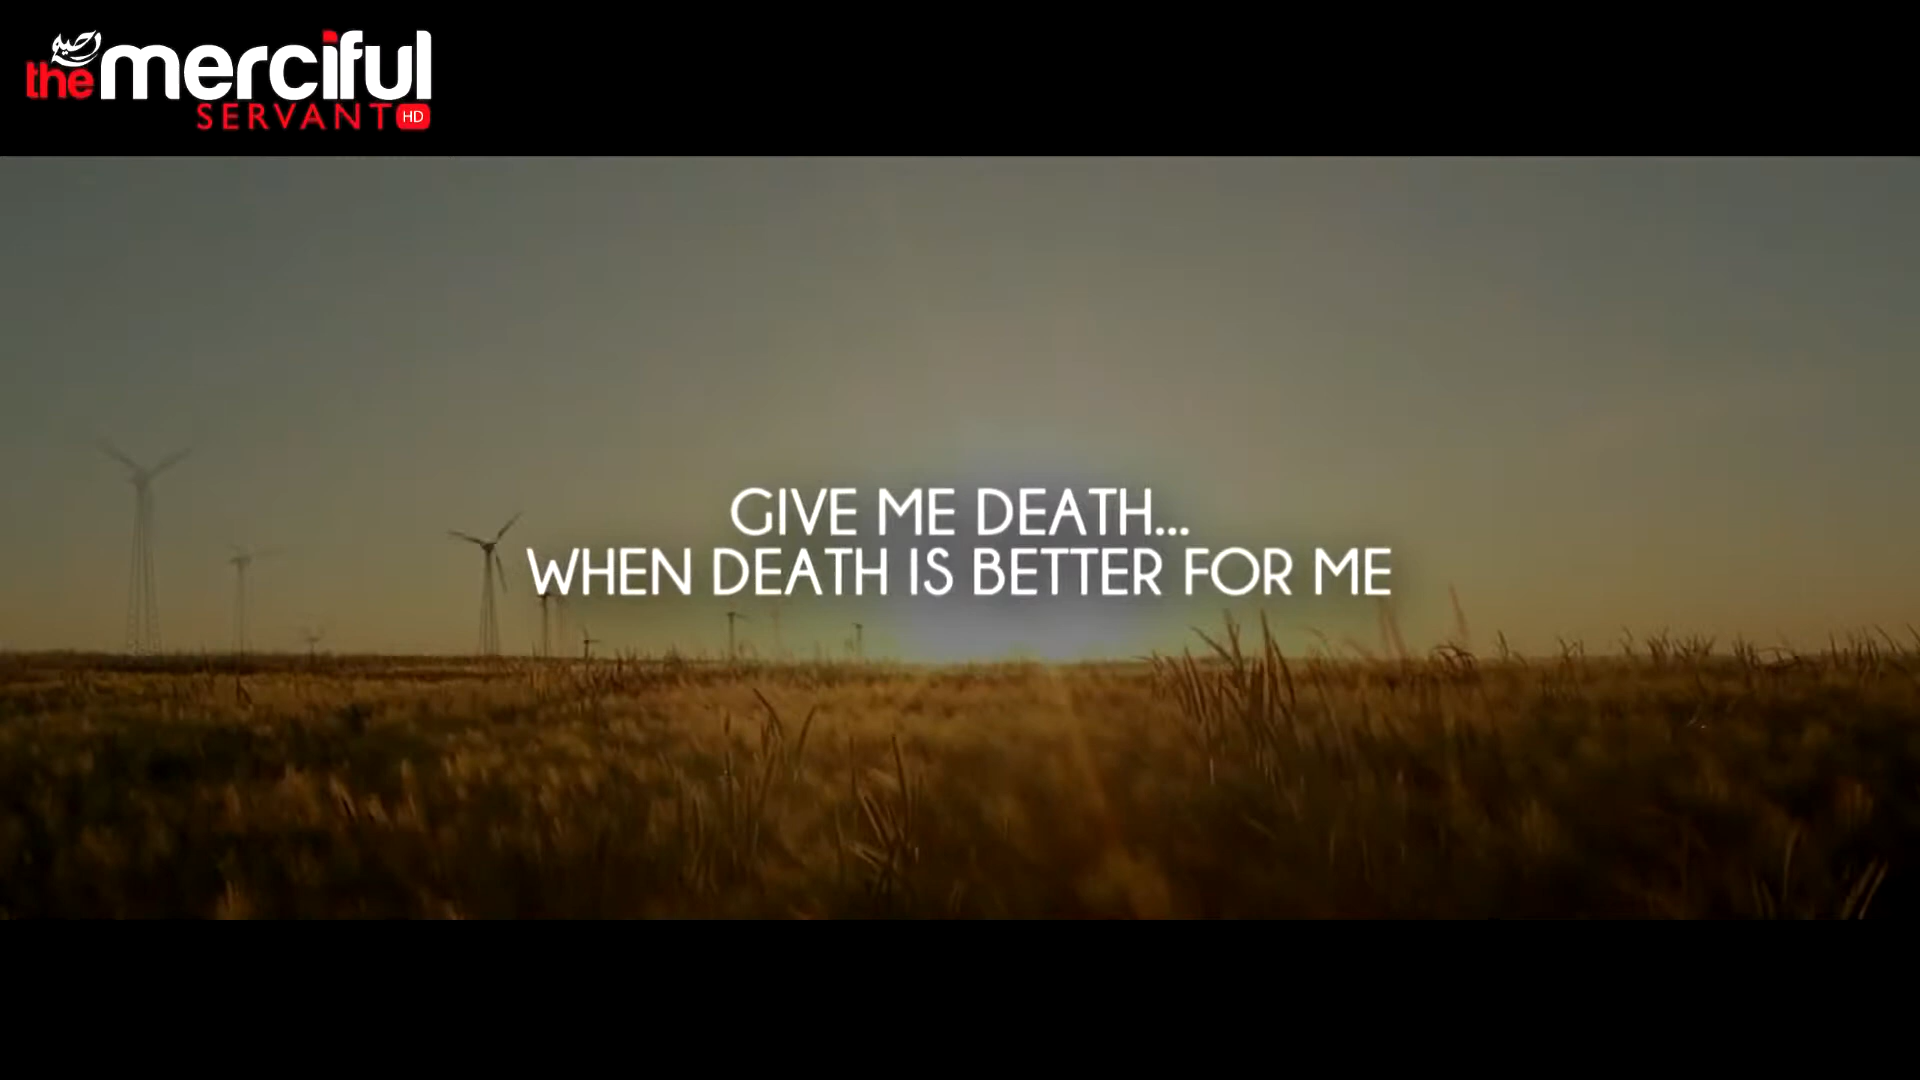 the merciful
SERVANT HD
GIVE ME DEATH...
WHEN DEATH IS BETTER FOR ME